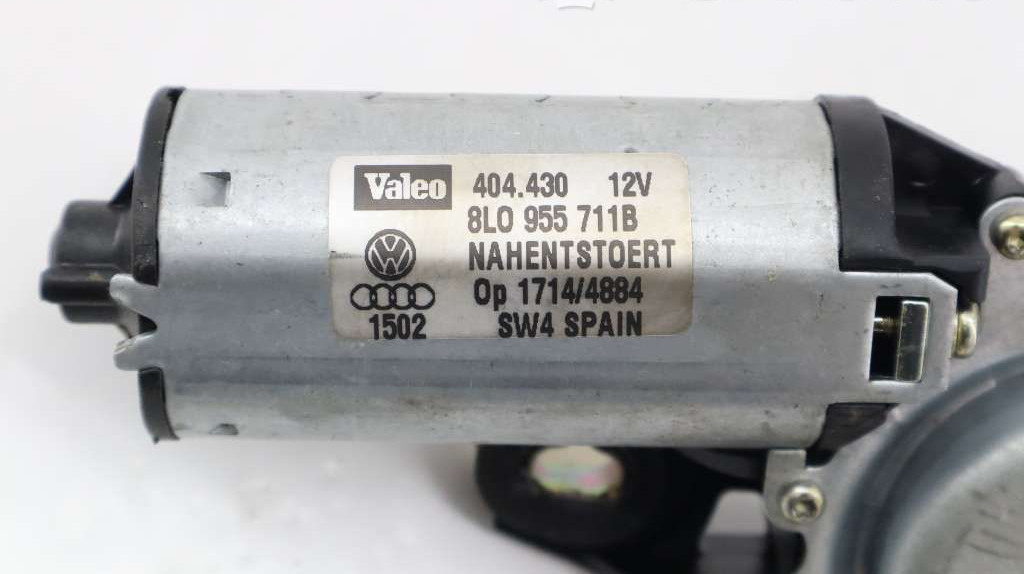 Valeo 404.430 12V
8L0 955 711B
NAHENTSTOERT
Op 1714/4884
1502 SW4 SPAIN